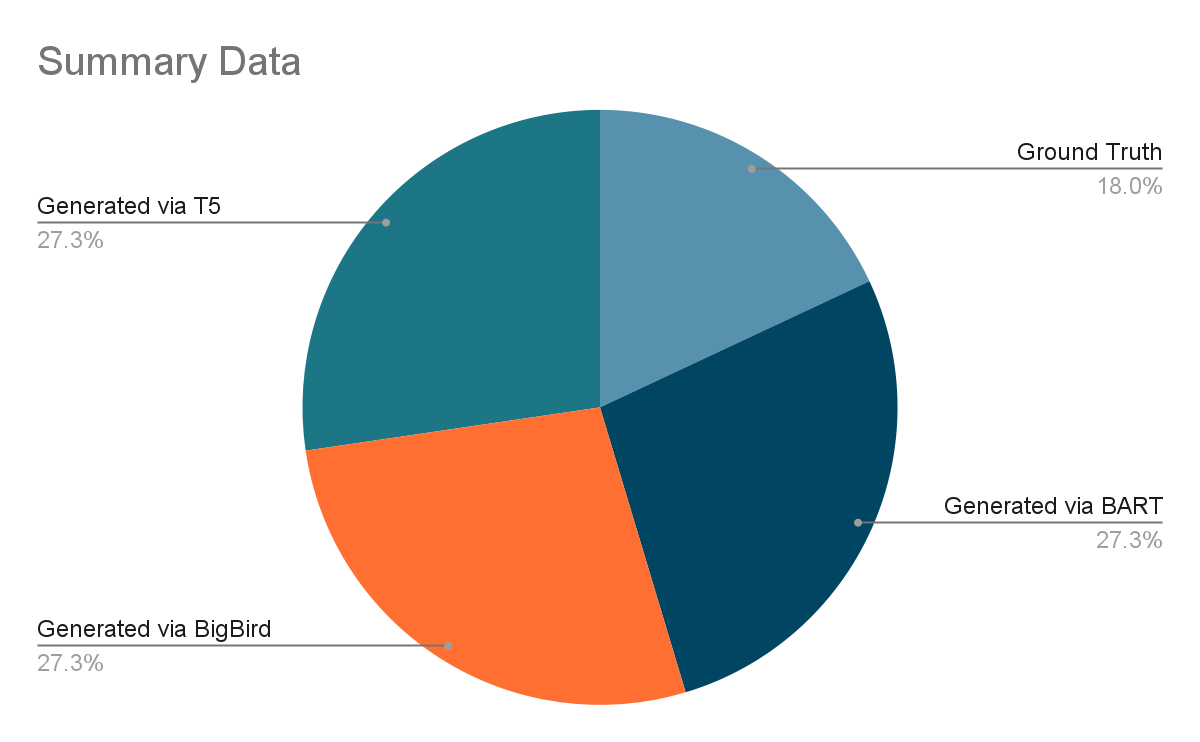 Summary Data
Ground Truth
18.0%
Generated via T5
27.3%
Generated via BART
27.3%
Generated via BigBird
27.3%